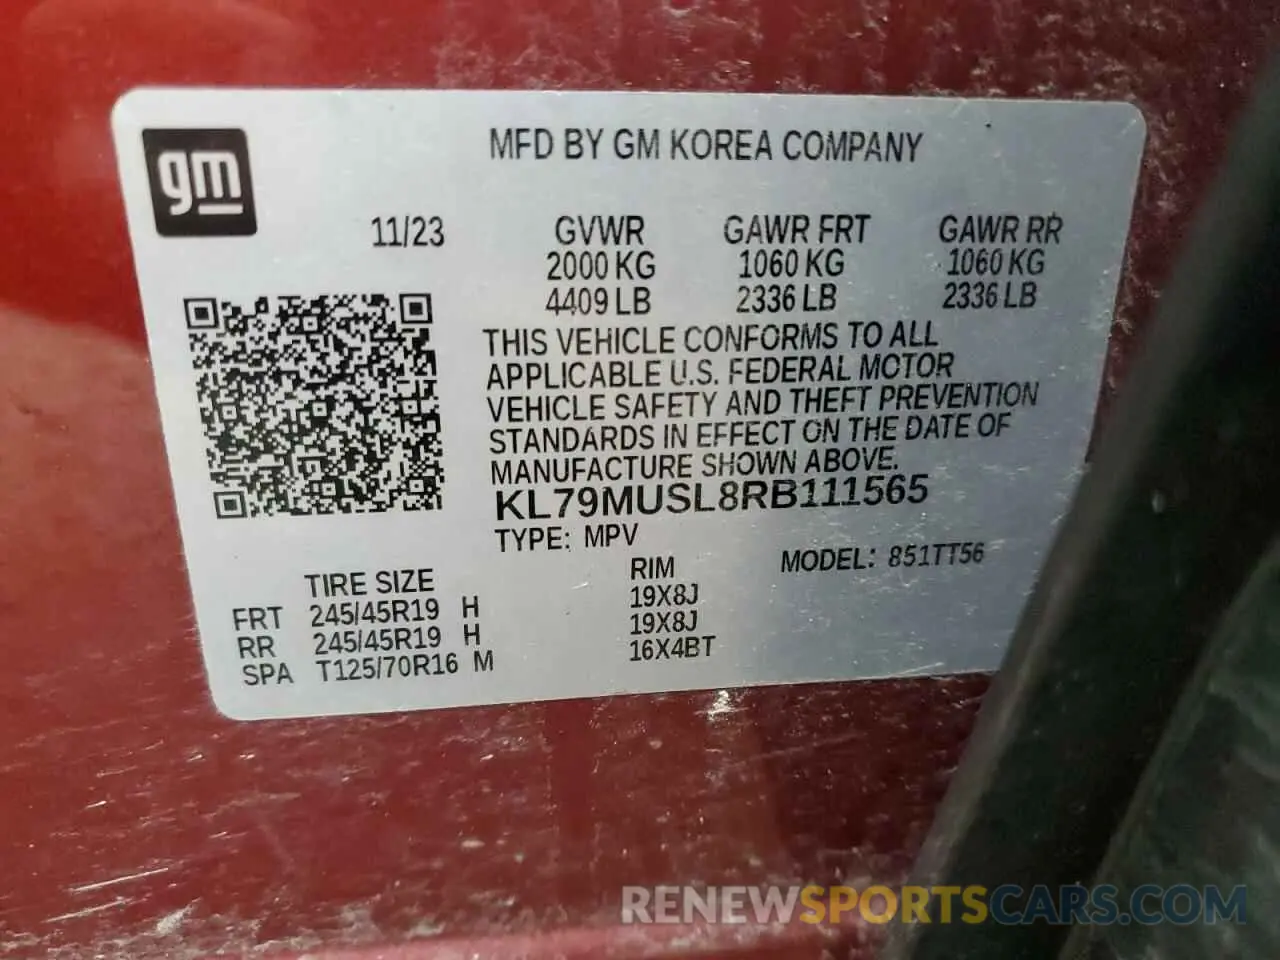 gm
MFD BY GM KOREA COMPANY
11/23 GVWR GAWR FRT GAWR RR
2000 KG 1060 KG 1060 KG
4409 LB 2336 LB 2336 LB
THIS VEHICLE CONFORMS TO ALL
APPLICABLE U.S. FEDERAL MOTOR
VEHICLE SAFETY AND THEFT PREVENTION
STANDARDS IN EFFECT ON THE DATE OF
MANUFACTURE SHOWN ABOVE.
KL79MUSL8RB111565
TYPE: MPV MODEL: 851TT56
TIRE SIZE RIM
FRT 245/45R19 H 19X8J
RR 245/45R19 H 19X8J
SPA T125/70R16 M 16X4BT
RENEWSPORTSCARS.COM